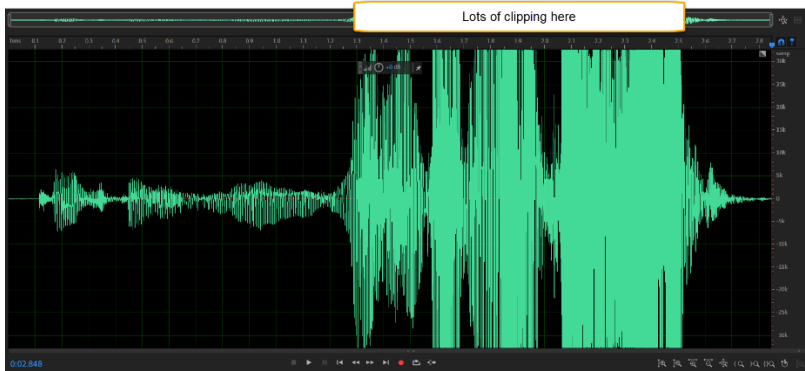 Lots of clipping here
hms 0.1 0.2 0.3 0.4 0.5 0.6 0.7 0.8 0.9 1.0 1.1 1.2 1.3 1.4 1.5 1.6 1.7 1.8 1.9 2.0 2.1 2.2 2.3 2.4 2.5 2.6 2.7 2.8
smp
+0 dB
30k
25k
20k
15k
10k
5k
0
-5k
-10k
-15k
-20k
-25k
-30k
0:02.848